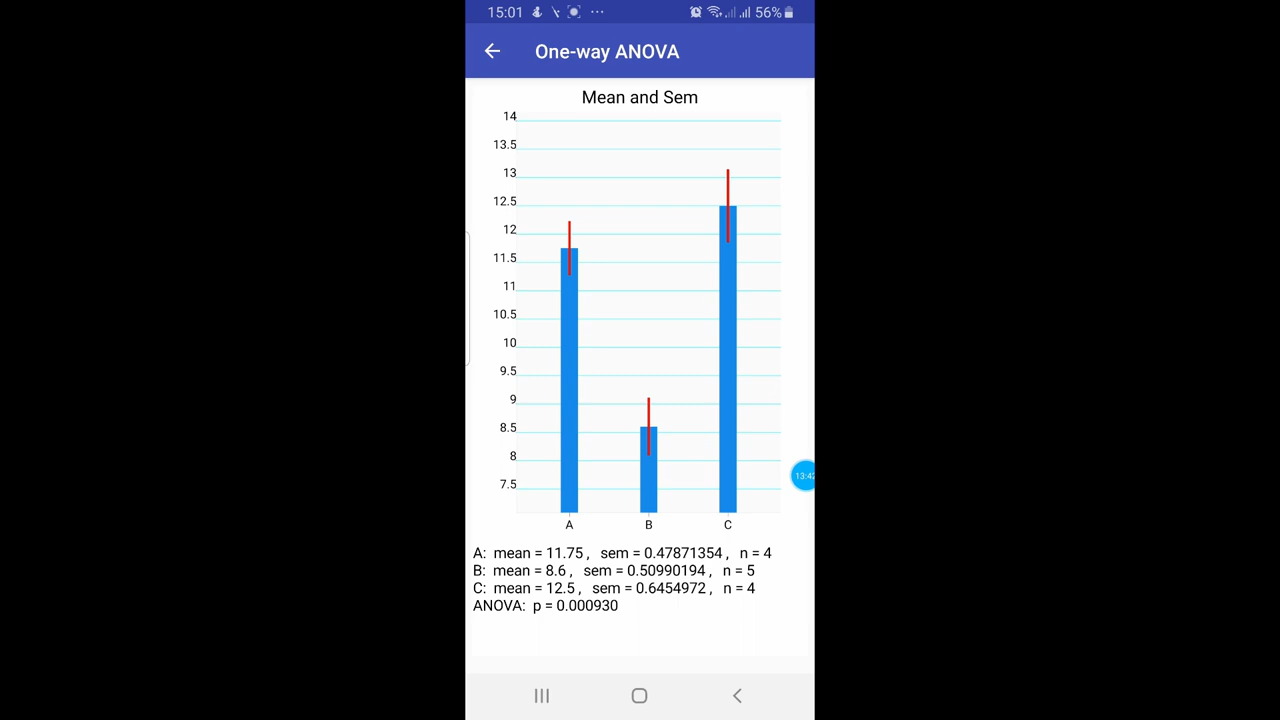 15:01 56%
One-way ANOVA
Mean and Sem
14
13.5
13
12.5
12
11.5
11
10.5
10
9.5
9
8.5
8
7.5
A B C
13:42
A: mean = 11.75 , sem = 0.47871354 , n = 4
B: mean = 8.6 , sem = 0.50990194 , n = 5
C: mean = 12.5 , sem = 0.6454972 , n = 4
ANOVA: p = 0.000930